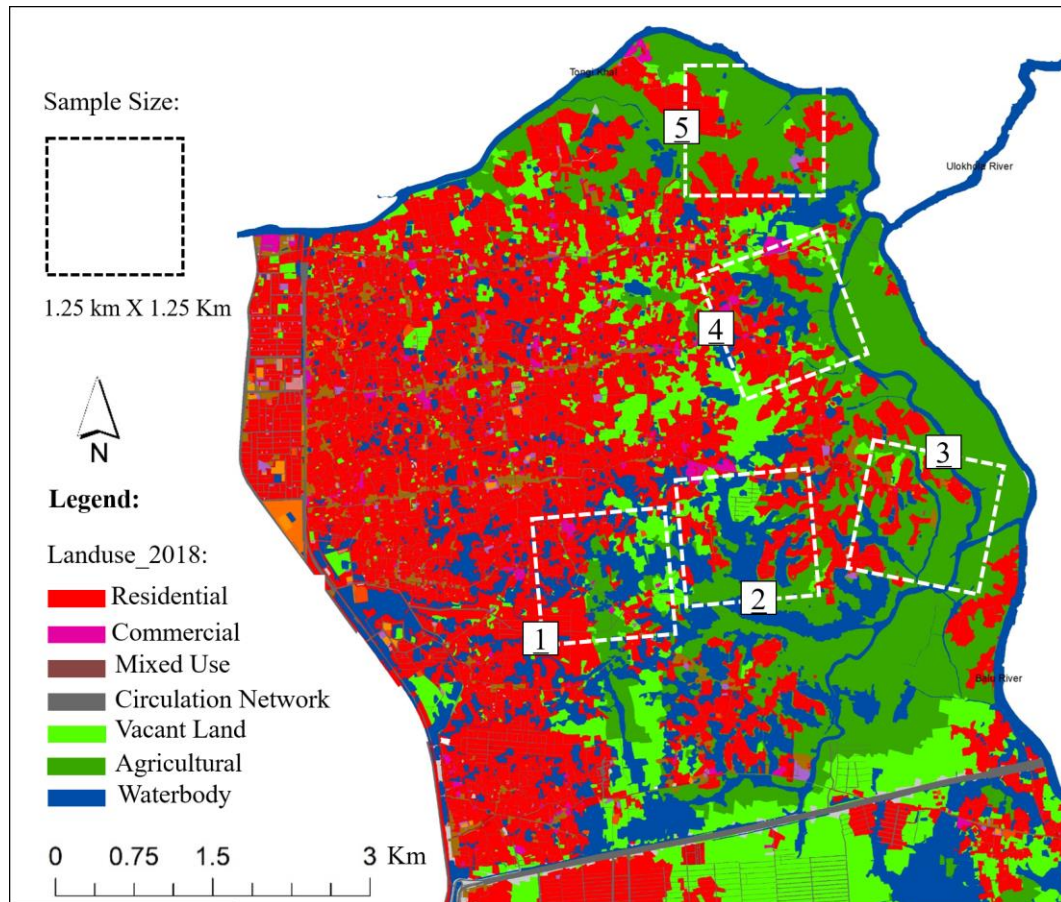 Sample Size:
1.25 km X 1.25 Km
N
Legend:
Landuse_2018:
Residential
Commercial
Mixed Use
Circulation Network
Vacant Land
Agricultural
Waterbody
0 0.75 1.5 3 Km
Tongi Khal
Ulokhola River
Balu River
5
4
3
2
1